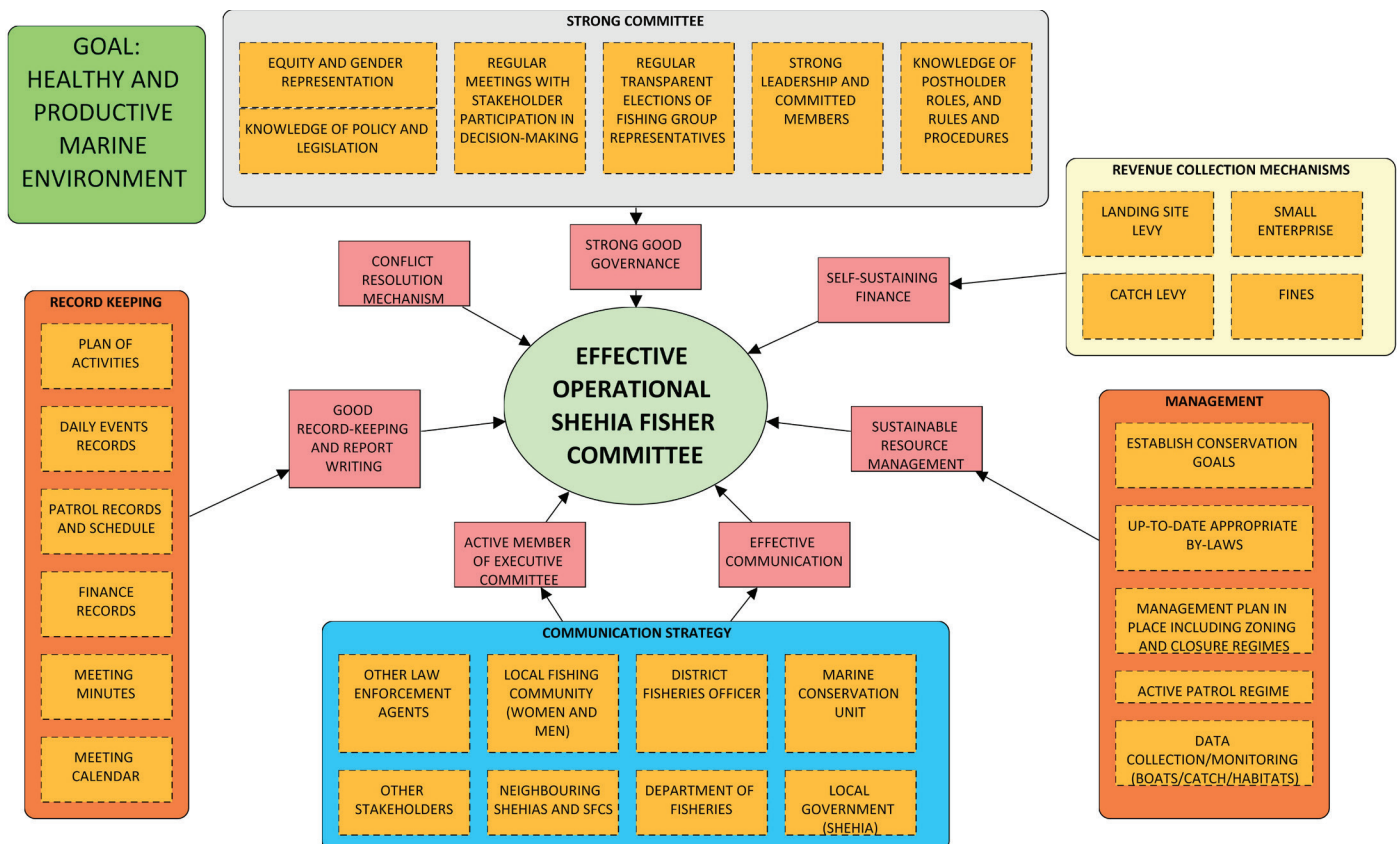 GOAL:
HEALTHY AND
PRODUCTIVE
MARINE
ENVIRONMENT
STRONG COMMITTEE
EQUITY AND GENDER
REPRESENTATION
KNOWLEDGE OF POLICY AND
LEGISLATION
REGULAR
MEETINGS WITH
STAKEHOLDER
PARTICIPATION IN
DECISION-MAKING
REGULAR
TRANSPARENT
ELECTIONS OF
FISHING GROUP
REPRESENTATIVES
STRONG
LEADERSHIP AND
COMMITTED
MEMBERS
KNOWLEDGE OF
POSTHOLDER
ROLES, AND
RULES AND
PROCEDURES
REVENUE COLLECTION MECHANISMS
LANDING SITE
LEVY
SMALL
ENTERPRISE
CATCH LEVY
FINES
CONFLICT
RESOLUTION
MECHANISM
STRONG GOOD
GOVERNANCE
SELF-SUSTAINING
FINANCE
RECORD KEEPING
PLAN OF
ACTIVITIES
DAILY EVENTS
RECORDS
PATROL RECORDS
AND SCHEDULE
FINANCE
RECORDS
MEETING
MINUTES
MEETING
CALENDAR
GOOD
RECORD-KEEPING
AND REPORT
WRITING
EFFECTIVE
OPERATIONAL
SHEHIA FISHER
COMMITTEE
SUSTAINABLE
RESOURCE
MANAGEMENT
MANAGEMENT
ESTABLISH CONSERVATION
GOALS
UP-TO-DATE APPROPRIATE
BY-LAWS
MANAGEMENT PLAN IN
PLACE INCLUDING ZONING
AND CLOSURE REGIMES
ACTIVE PATROL REGIME
DATA
COLLECTION/MONITORING
(BOATS/CATCH/HABITATS)
ACTIVE MEMBER
OF EXECUTIVE
COMMITTEE
EFFECTIVE
COMMUNICATION
COMMUNICATION STRATEGY
OTHER LAW
ENFORCEMENT
AGENTS
LOCAL FISHING
COMMUNITY
(WOMEN AND
MEN)
DISTRICT
FISHERIES OFFICER
MARINE
CONSERVATION
UNIT
OTHER
STAKEHOLDERS
NEIGHBOURING
SHEHIAS AND SFCS
DEPARTMENT OF
FISHERIES
LOCAL
GOVERNMENT
(SHEHIA)